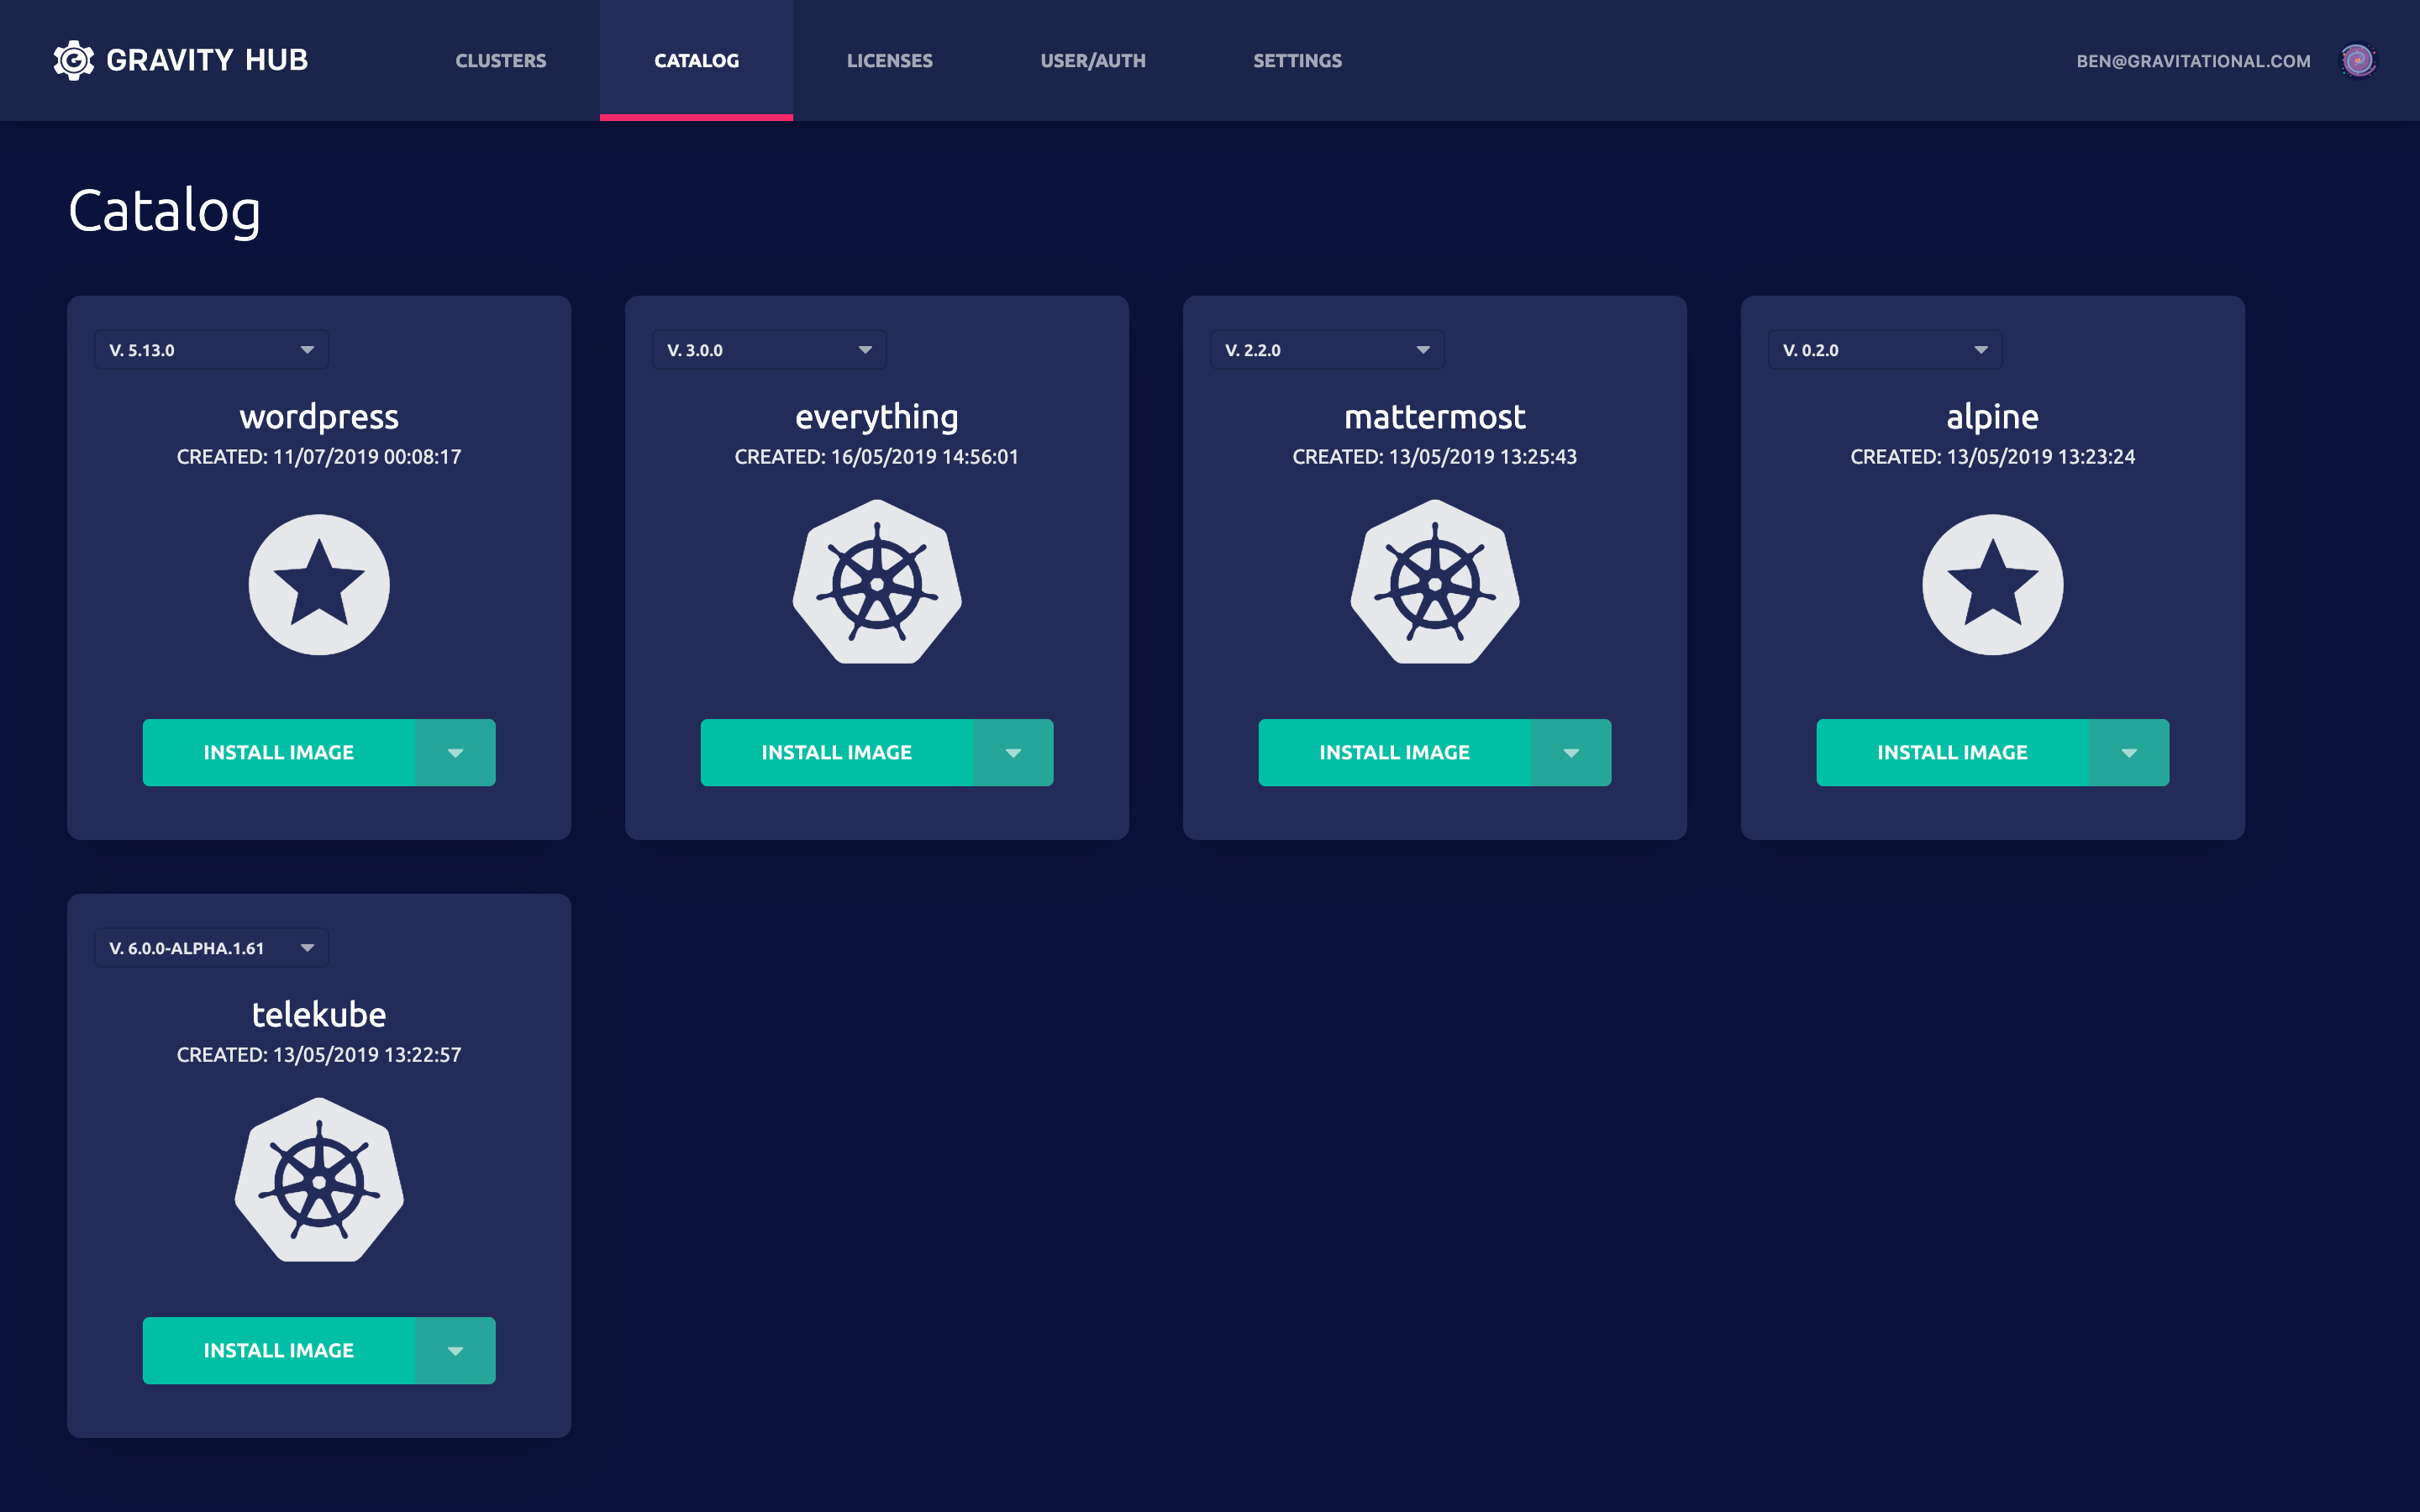 GRAVITY HUB
CLUSTERS
CATALOG
LICENSES
USER/AUTH
SETTINGS
BEN@GRAVITATIONAL.COM
Catalog
V. 5.13.0
wordpress
CREATED: 11/07/2019 00:08:17
INSTALL IMAGE
V. 3.0.0
everything
CREATED: 16/05/2019 14:56:01
INSTALL IMAGE
V. 2.2.0
mattermost
CREATED: 13/05/2019 13:25:43
INSTALL IMAGE
V. 0.2.0
alpine
CREATED: 13/05/2019 13:23:24
INSTALL IMAGE
V. 6.0.0-ALPHA.1.61
telekube
CREATED: 13/05/2019 13:22:57
INSTALL IMAGE